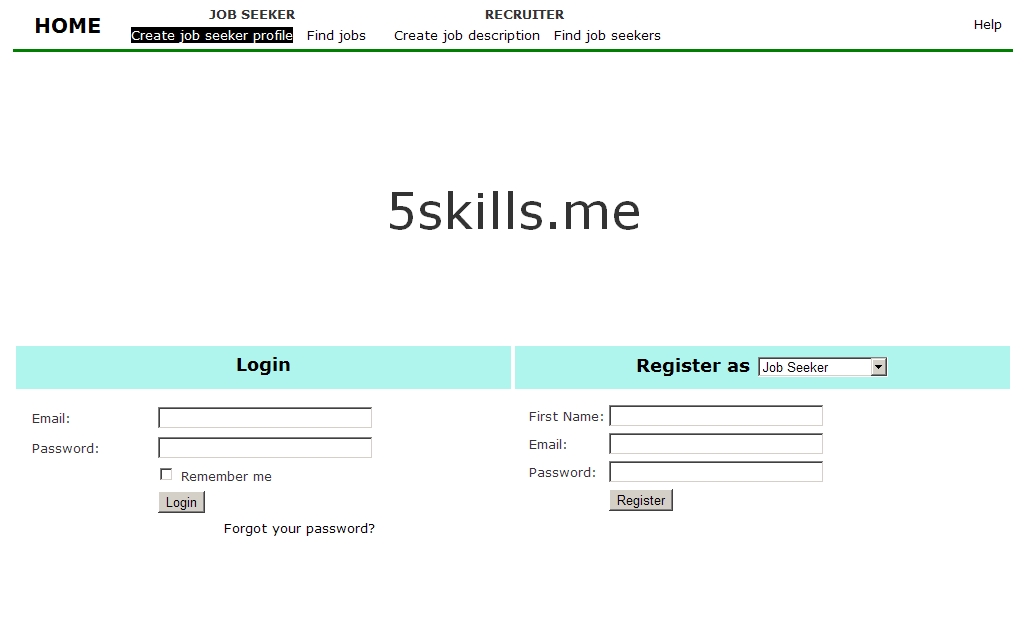 HOME
JOB SEEKER
RECRUITER
Create job seeker profile
Find jobs
Create job description
Find job seekers
Help
5skills.me
Login
Email:
Password:
Remember me
Login
Forgot your password?
Register as Job Seeker
First Name:
Email:
Password:
Register